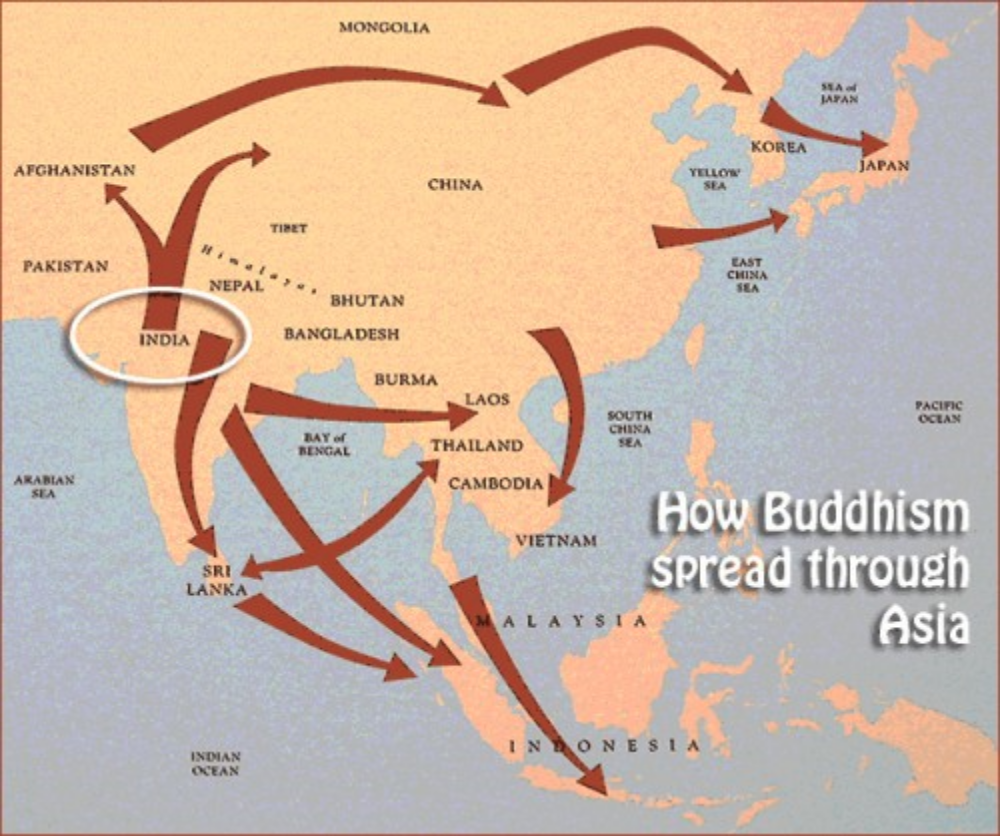 MONGOLIA
SEA of
JAPAN
KOREA
JAPAN
AFGHANISTAN
YELLOW
SEA
CHINA
TIBET
Himalayas
PAKISTAN
NEPAL
EAST
CHINA
SEA
BHUTAN
INDIA
BANGLADESH
BURMA
LAOS
PACIFIC
OCEAN
SOUTH
CHINA
SEA
BAY of
BENGAL
THAILAND
ARABIAN
SEA
CAMBODIA
How Buddhism
spread through
Asia
VIETNAM
SRI
LANKA
MALAYSIA
INDONESIA
INDIAN
OCEAN